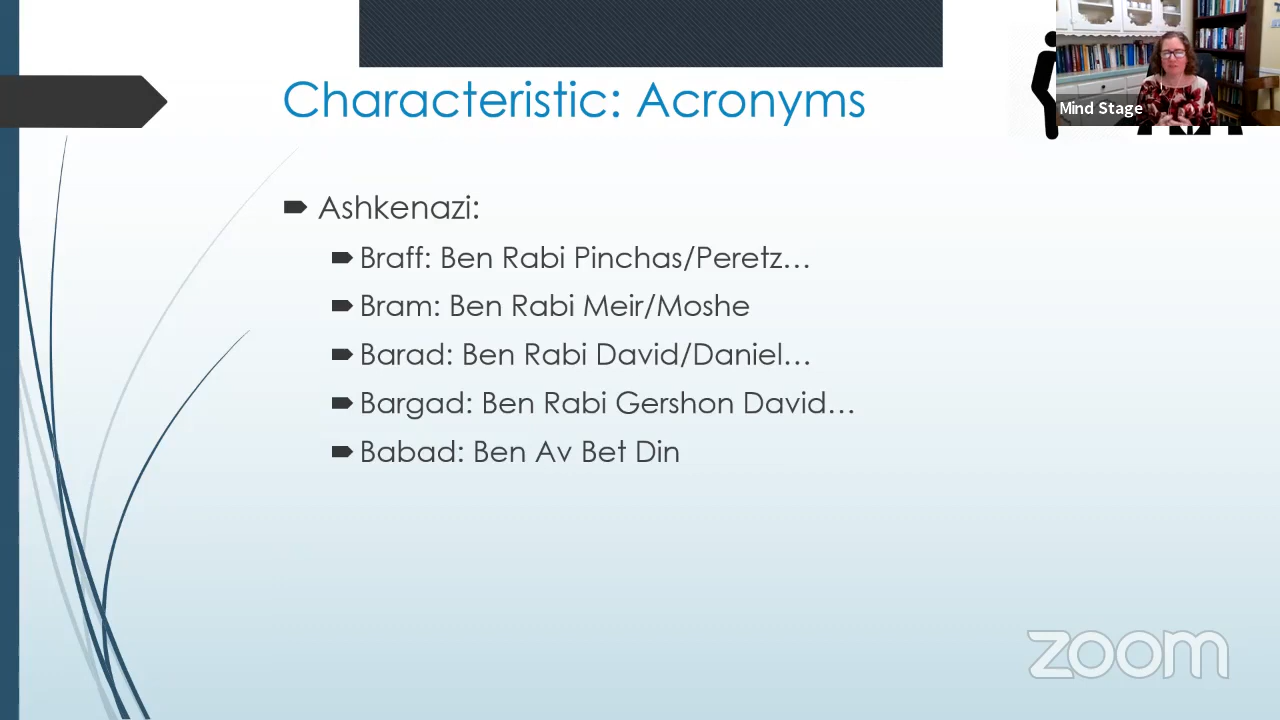 Characteristic: Acronyms
Mind Stage
Ashkenazi:
Braff: Ben Rabi Pinchas/Peretz…
Bram: Ben Rabi Meir/Moshe
Barad: Ben Rabi David/Daniel…
Bargad: Ben Rabi Gershon David…
Babad: Ben Av Bet Din
zoom